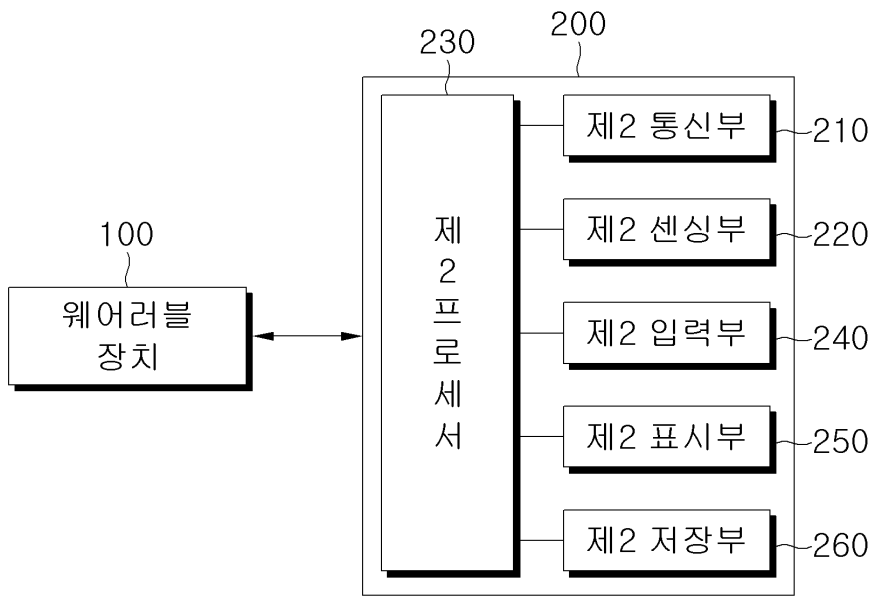 200
230
제2 통신부
210
100
웨어러블
장치
제
2
프
로
세
서
제2 센싱부
220
제2 입력부
240
제2 표시부
250
제2 저장부
260